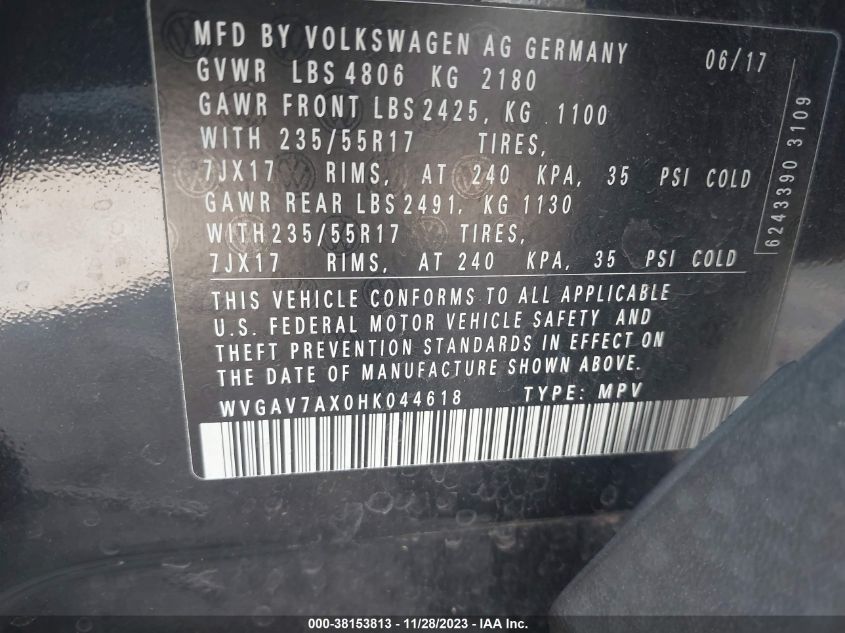 MFD BY VOLKSWAGEN AG GERMANY 06/17
GVWR LBS 4806 KG 2180
GAWR FRONT LBS 2425, KG . 1100
WITH 235/55R17 TIRES,
7JX17 RIMS, AT 240 KPA, 35 PSI COLD
GAWR REAR LBS 2491, KG 1130
WITH 235/55R17 TIRES,
7JX17 RIMS, AT 240 KPA, 35 PSI COLD
6243390 3109
THIS VEHICLE CONFORMS TO ALL APPLICABLE
U.S. FEDERAL MOTOR VEHICLE SAFETY AND
THEFT PREVENTION STANDARDS IN EFFECT ON
THE DATE OF MANUFACTURE SHOWN ABOVE.
WVGAV7AX0HK044618 TYPE: MPV
000-38153813 - 11/28/2023 - IAA, Inc.